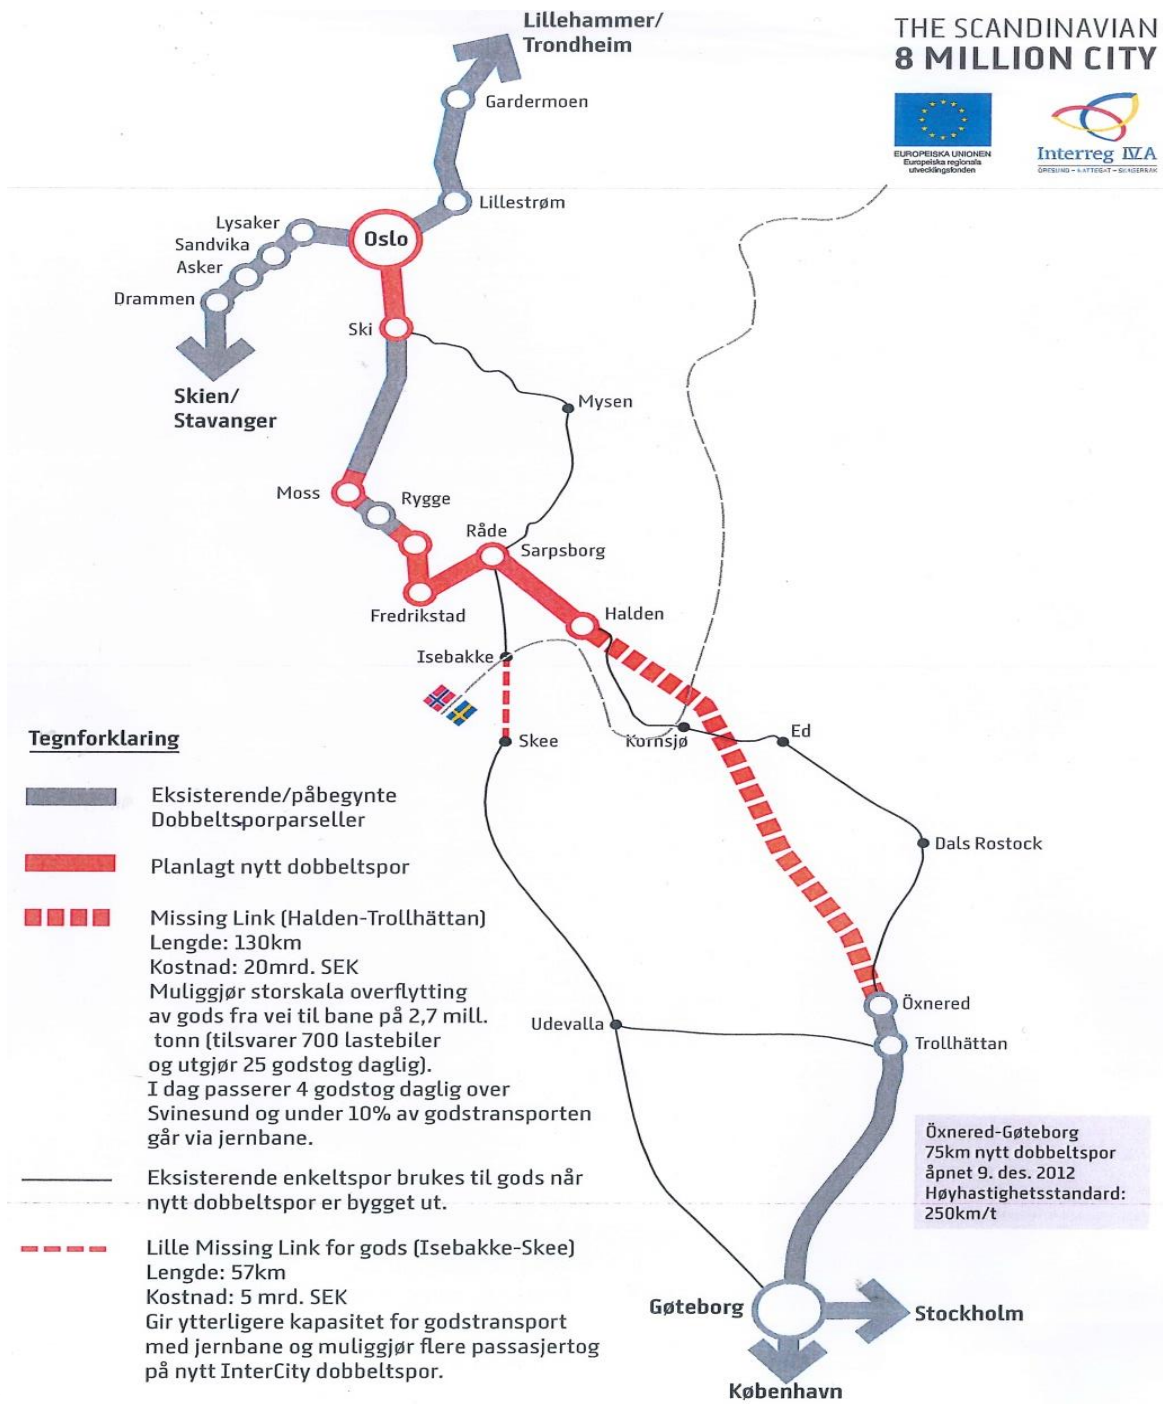 Lillehammer/
Trondheim
THE SCANDINAVIAN
8 MILLION CITY
EUROPEISKA UNIONEN
Europeiska regionala
utvecklingsfonden
Interreg IVA
ÖRESUND – KATTEGAT – SKAGERRAK
Gardermoen
Lillestrøm
Lysaker
Sandvika
Asker
Drammen
Oslo
Ski
Skien/
Stavanger
Mysen
Moss
Rygge
Råde
Sarpsborg
Fredrikstad
Halden
Isebakke
Skee
Kornsjø
Ed
Dals Rostock
Öxnered
Udevalla
Trollhättan
Tegnforklaring
Eksisterende/påbegynte
Dobbeltsporparseller
Planlagt nytt dobbeltspor
Missing Link (Halden-Trollhättan)
Lengde: 130km
Kostnad: 20mrd. SEK
Muliggjør storskala overflytting
av gods fra vei til bane på 2,7 mill.
tonn (tilsvarer 700 lastebiler
og utgjør 25 godstog daglig).
I dag passerer 4 godstog daglig over
Svinesund og under 10% av godstransporten
går via jernbane.
Eksisterende enkeltspor brukes til gods når
nytt dobbeltspor er bygget ut.
Lille Missing Link for gods (Isebakke-Skee)
Lengde: 57km
Kostnad: 5 mrd. SEK
Gir ytterligere kapasitet for godstransport
med jernbane og muliggjør flere passasjertog
på nytt InterCity dobbeltspor.
Öxnered-Gøteborg
75km nytt dobbeltspor
åpnet 9. des. 2012
Høyhastighetsstandard:
250km/t
Gøteborg
Stockholm
København